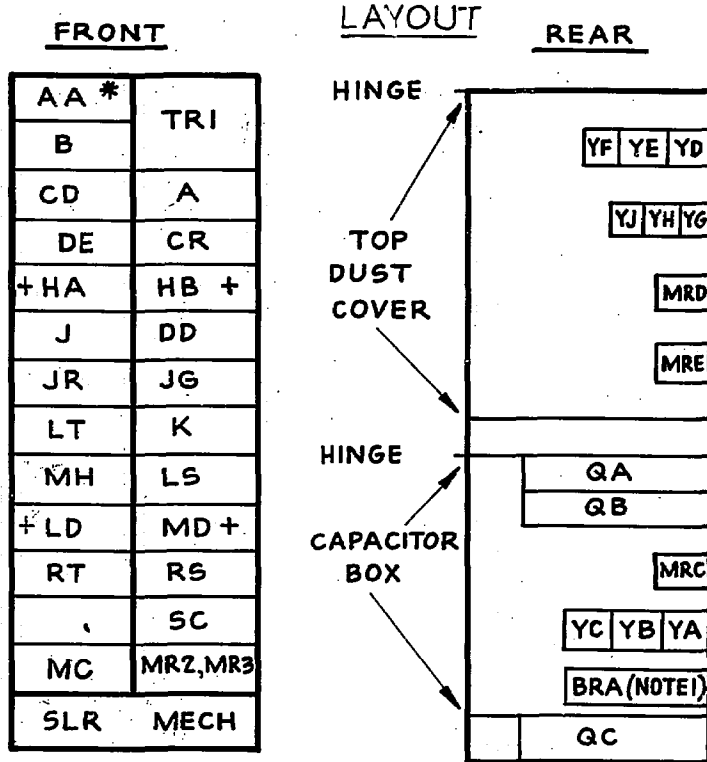 LAYOUT
FRONT
AA * TRI
B
CD A
DE CR
+ HA HB +
J DD
JR JG
LT K
MH LS
+ LD MD +
RT RS
SC
MC MR2,MR3
SLR MECH
REAR
HINGE
YF YE YD
YJ YH YG
TOP
DUST
COVER
MRD
MRE
HINGE
QA
QB
CAPACITOR
BOX
MRC
YC YB YA
BRA (NOTE1)
QC